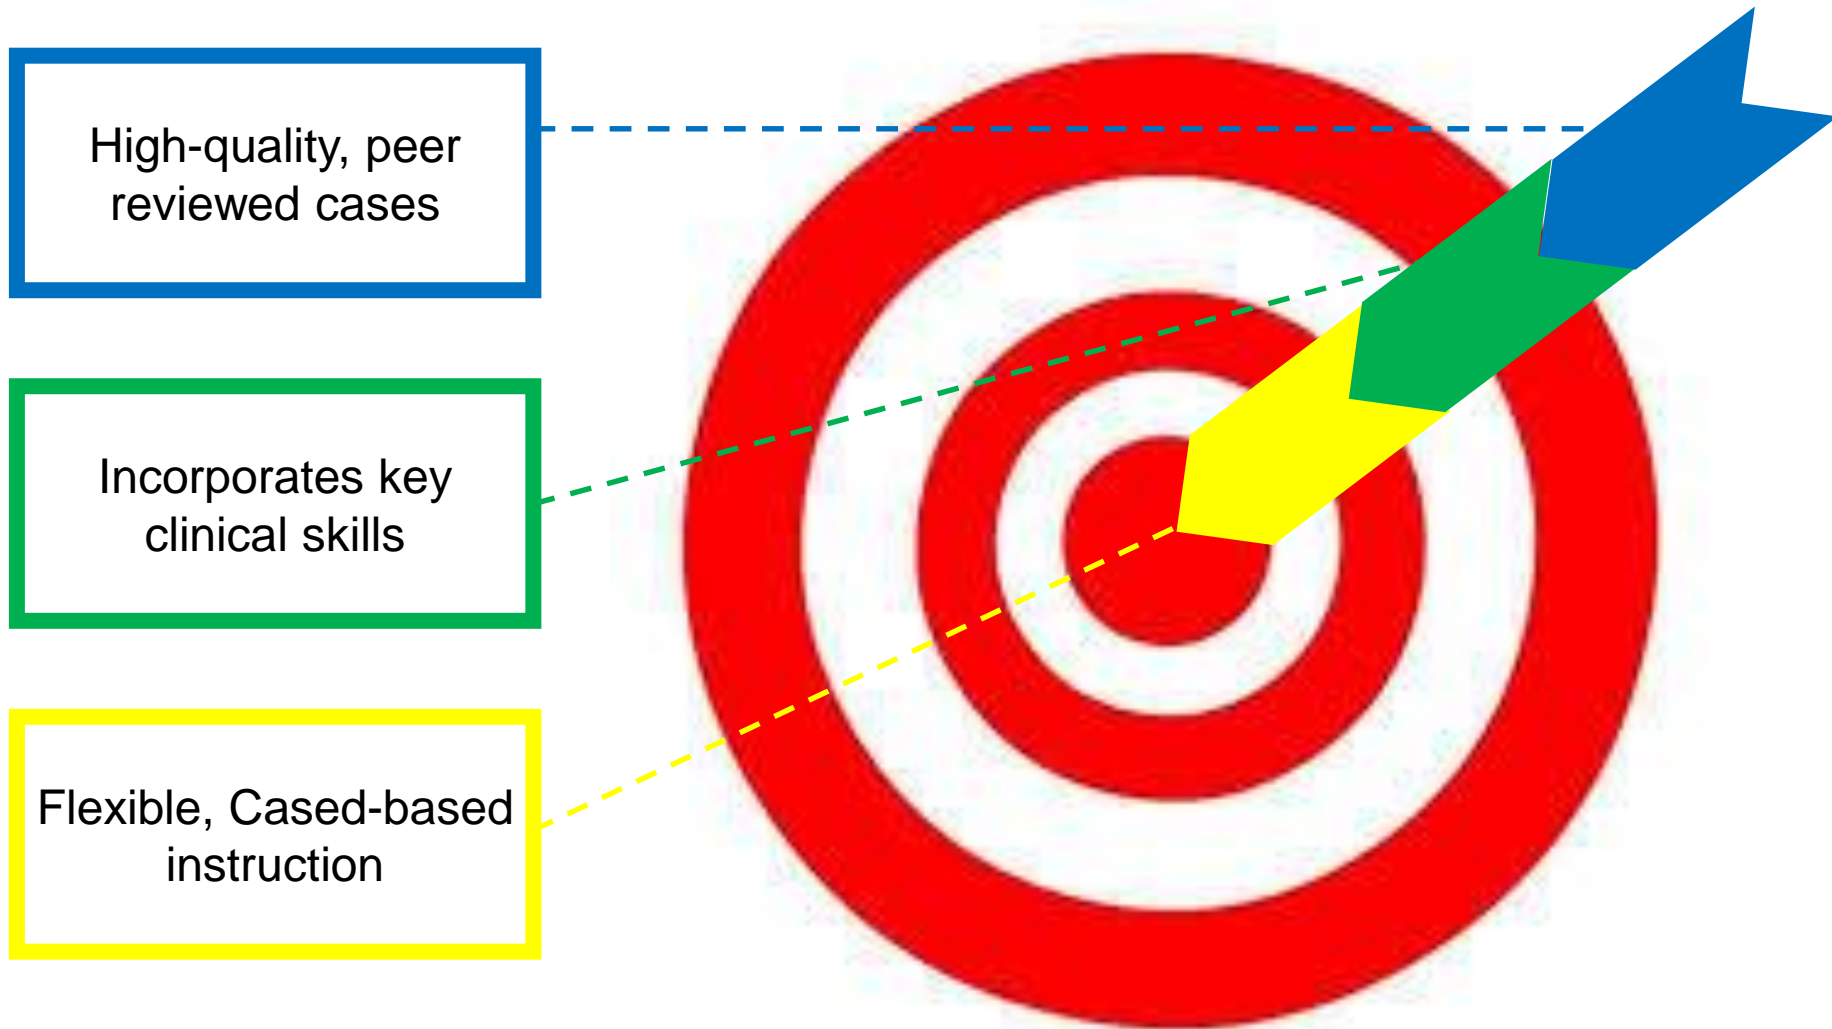 High-quality, peer
reviewed cases
Incorporates key
clinical skills
Flexible, Cased-based
instruction